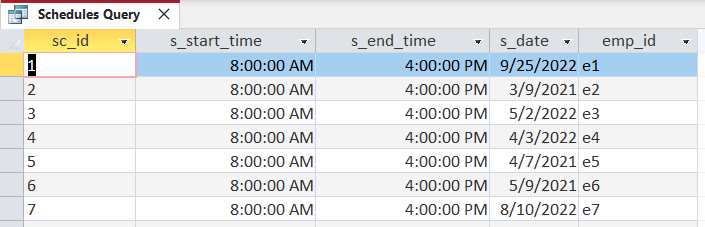 Schedules Query
sc_id s_start_time s_end_time s_date emp_id
1 8:00:00 AM 4:00:00 PM 9/25/2022 e1
2 8:00:00 AM 4:00:00 PM 3/9/2021 e2
3 8:00:00 AM 4:00:00 PM 5/2/2022 e3
4 8:00:00 AM 4:00:00 PM 4/3/2022 e4
5 8:00:00 AM 4:00:00 PM 4/7/2021 e5
6 8:00:00 AM 4:00:00 PM 5/9/2021 e6
7 8:00:00 AM 4:00:00 PM 8/10/2022 e7